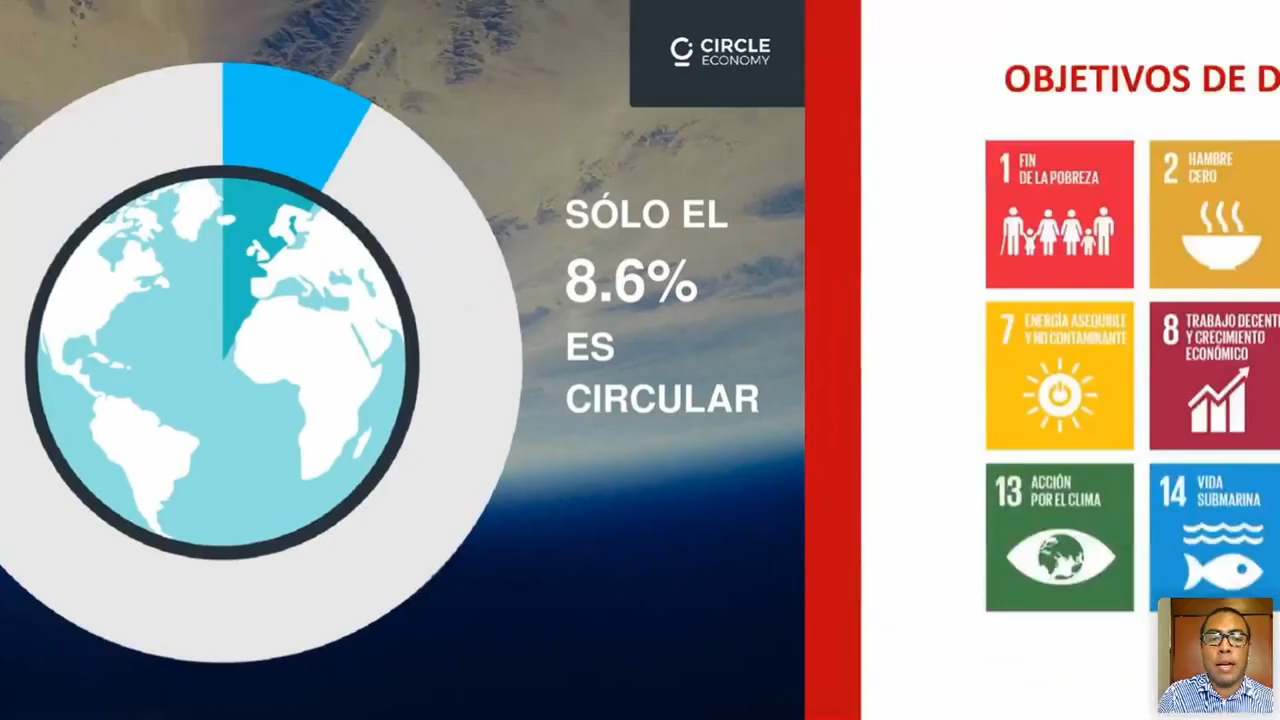 CIRCLE
ECONOMY
SÓLO EL
8.6%
ES
CIRCULAR
OBJETIVOS DE D
1 FIN
DE LA POBREZA
2 HAMBRE
CERO
7 ENERGÍA ASEQUIBLE
Y NO CONTAMINANTE
8 TRABAJO DECENT
Y CRECIMIENTO
ECONÓMICO
13 ACCIÓN
POR EL CLIMA
14 VIDA
SUBMARINA